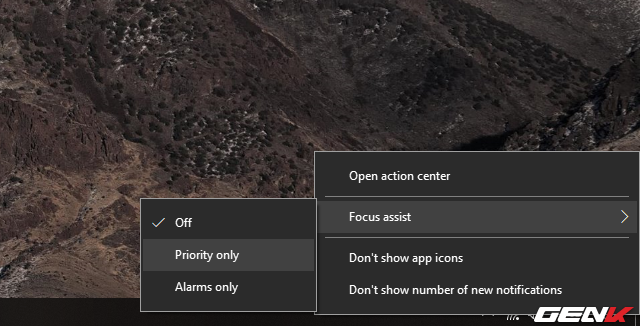 Open action center
Focus assist
Don't show app icons
Don't show number of new notifications
Off
Priority only
Alarms only
GENK